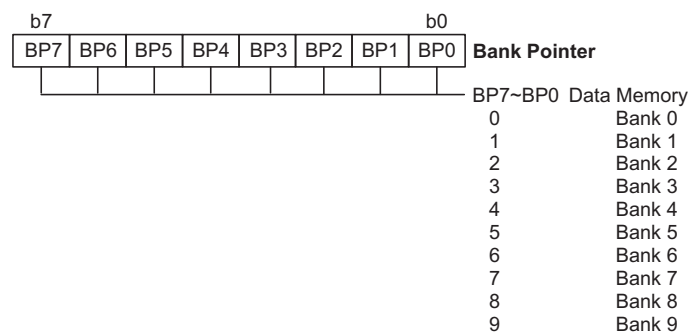 b7 b0
BP7 BP6 BP5 BP4 BP3 BP2 BP1 BP0 Bank Pointer
BP7~BP0 Data Memory
0 Bank 0
1 Bank 1
2 Bank 2
3 Bank 3
4 Bank 4
5 Bank 5
6 Bank 6
7 Bank 7
8 Bank 8
9 Bank 9